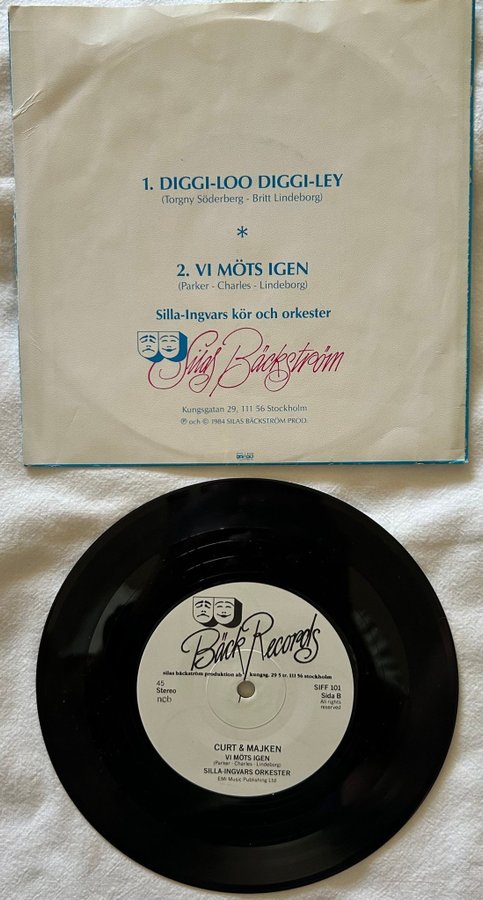 1. DIGGI-LOO DIGGI-LEY
(Torgny Söderberg - Britt Lindeborg)
*
2. VI MÖTS IGEN
(Parker - Charles - Lindeborg)
Silla-Ingvars kör och orkester
Silas Bäckström
Kungsgatan 29, 111 56 Stockholm
℗ och © 1984 SILAS BÄCKSTRÖM PROD.
Bäck Records
silas bäckström produktion ab kungsg. 29 5 tr. 111 56 stockholm
45
Stereo
ncb
SIFF 101
Sida B
All rights
reserved
CURT & MAJKEN
VI MÖTS IGEN
(Parker - Charles - Lindeborg)
SILLA-INGVARS ORKESTER
EMI Music Publishing Ltd.